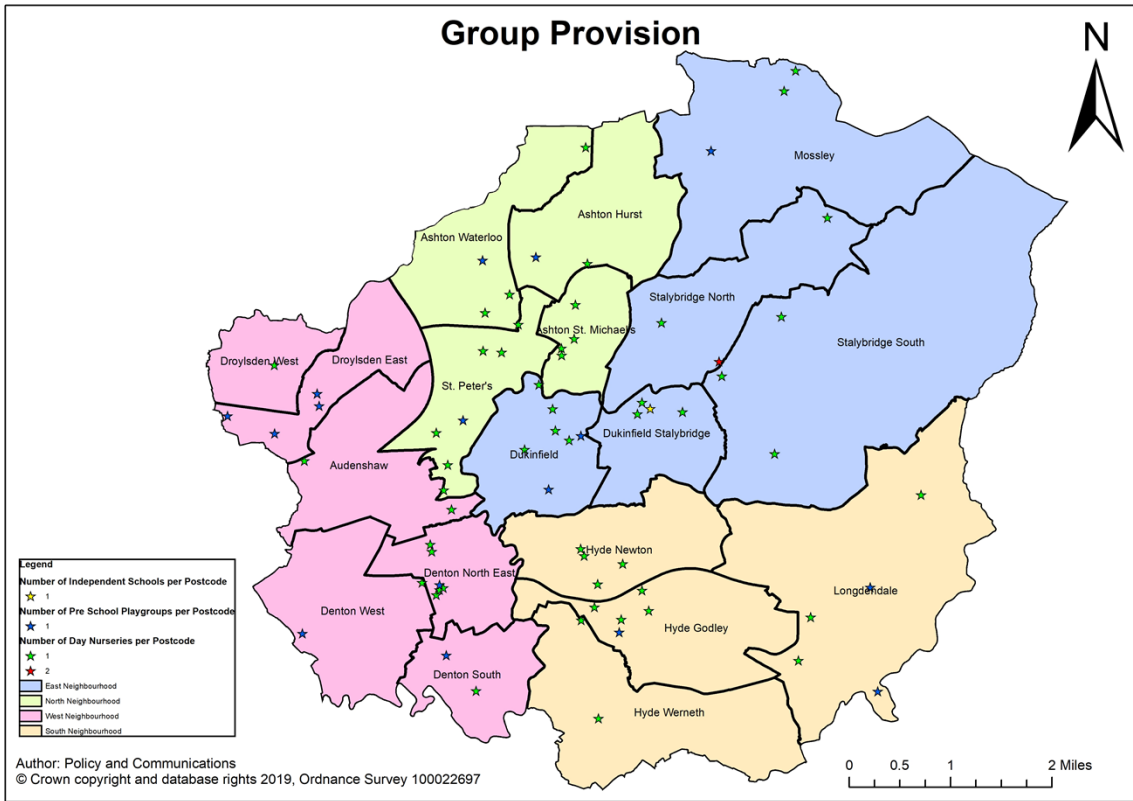 Group Provision
N
Mossley
Ashton Hurst
Ashton Waterloo
Stalybridge North
Ashton St. Michael's
Stalybridge South
Droylsden East
Droylsden West
St. Peter's
Dukinfield Stalybridge
Dukinfield
Audenshaw
Hyde Newton
Denton North East
Longdendale
Denton West
Hyde Godley
Denton South
Hyde Werneth
Legend
Number of Independent Schools per Postcode
1
Number of Pre School Playgroups per Postcode
1
Number of Day Nurseries per Postcode
1
2
East Neighbourhood
North Neighbourhood
West Neighbourhood
South Neighbourhood
Author: Policy and Communications
© Crown copyright and database rights 2019, Ordnance Survey 100022697
0 0.5 1 2 Miles